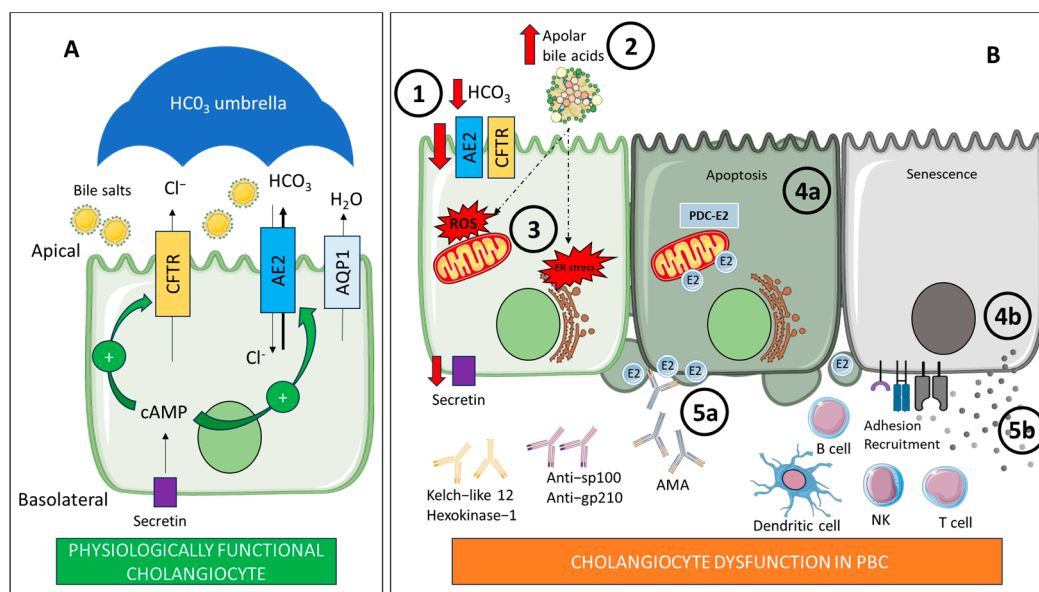 A
HC0₃ umbrella
Bile salts
Cl⁻
HCO₃
H₂O
Apical
CFTR
AE2
AQP1
Cl⁻
+
+
cAMP
Basolateral
Secretin
PHYSIOLOGICALLY FUNCTIONAL
CHOLANGIOCYTE
B
1
HCO₃
AE2
CFTR
Apolar
bile acids
2
ROS
3
ER stress
Apoptosis
4a
PDC-E2
E2
E2
Senescence
4b
Secretin
E2
E2
E2
E2
5a
5b
Kelch–like 12
Hexokinase–1
Anti–sp100
Anti–gp210
AMA
B cell
Adhesion
Recruitment
Dendritic cell
NK
T cell
CHOLANGIOCYTE DYSFUNCTION IN PBC